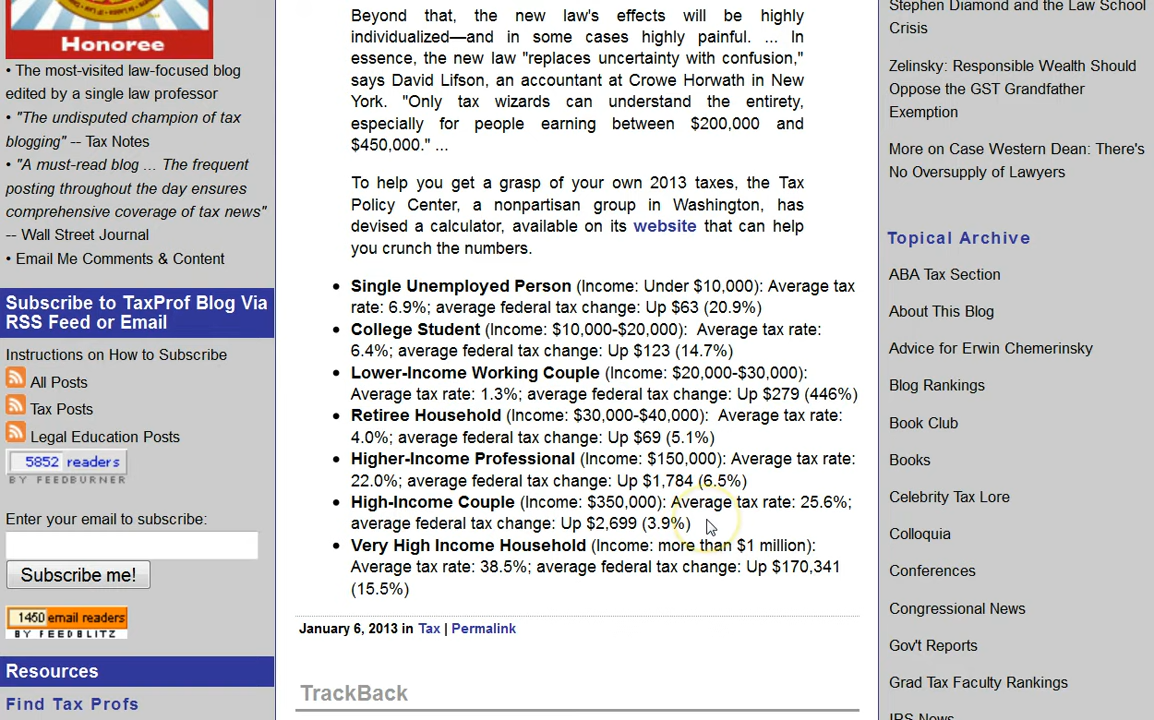 Honoree
• The most-visited law-focused blog
edited by a single law professor
• "The undisputed champion of tax
blogging" -- Tax Notes
• "A must-read blog ... The frequent
posting throughout the day ensures
comprehensive coverage of tax news"
-- Wall Street Journal
• Email Me Comments & Content
Subscribe to TaxProf Blog Via
RSS Feed or Email
Instructions on How to Subscribe
All Posts
Tax Posts
Legal Education Posts
5852 readers
BY FEEDBURNER
Enter your email to subscribe:
Subscribe me!
1450 email readers
BY FEEDBLITZ
Resources
Find Tax Profs
Beyond that, the new law's effects will be highly
individualized—and in some cases highly painful. ... In
essence, the new law "replaces uncertainty with confusion,"
says David Lifson, an accountant at Crowe Horwath in New
York. "Only tax wizards can understand the entirety,
especially for people earning between $200,000 and
$450,000." ...
To help you get a grasp of your own 2013 taxes, the Tax
Policy Center, a nonpartisan group in Washington, has
devised a calculator, available on its website that can help
you crunch the numbers.
• Single Unemployed Person (Income: Under $10,000): Average tax
rate: 6.9%; average federal tax change: Up $63 (20.9%)
• College Student (Income: $10,000-$20,000): Average tax rate:
6.4%; average federal tax change: Up $123 (14.7%)
• Lower-Income Working Couple (Income: $20,000-$30,000):
Average tax rate: 1.3%; average federal tax change: Up $279 (446%)
• Retiree Household (Income: $30,000-$40,000): Average tax rate:
4.0%; average federal tax change: Up $69 (5.1%)
• Higher-Income Professional (Income: $150,000): Average tax rate:
22.0%; average federal tax change: Up $1,784 (6.5%)
• High-Income Couple (Income: $350,000): Average tax rate: 25.6%;
average federal tax change: Up $2,699 (3.9%)
• Very High Income Household (Income: more than $1 million):
Average tax rate: 38.5%; average federal tax change: Up $170,341
(15.5%)
January 6, 2013 in Tax | Permalink
TrackBack
Stephen Diamond and the Law School
Crisis
Zelinsky: Responsible Wealth Should
Oppose the GST Grandfather
Exemption
More on Case Western Dean: There's
No Oversupply of Lawyers
Topical Archive
ABA Tax Section
About This Blog
Advice for Erwin Chemerinsky
Blog Rankings
Book Club
Books
Celebrity Tax Lore
Colloquia
Conferences
Congressional News
Gov't Reports
Grad Tax Faculty Rankings
IRS News